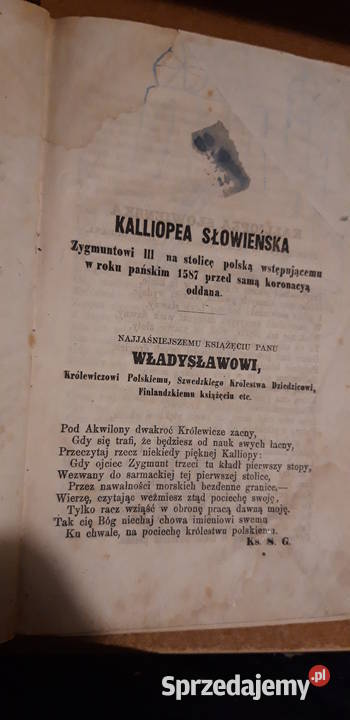 KALLIOPEA SŁOWIEŃSKA
Zygmuntowi III na stolicę polską wstępującemu
w roku pańskim 1587 przed samą koronacyą
oddana.
NAJJAŚNIEJSZEMU KSIĄŻĘCIU PANU
WŁADYSŁAWOWI,
Królewiczowi Polskiemu, Szwedzkiego Królestwa Dziedzicowi,
Finlandzkiemu książęciu etc.
Pod Akwilony dwakroć Królewicze zacny,
Gdy się trafi, że będziesz od nauk swych łacny,
Przeczytaj rzecz niekiedy pięknej Kalliopy:
Gdy ojciec Zygmunt trzeci tu kładł pierwszy stopy,
Wezwany do sarmackiej tej pierwszej stolice,
Przez nawałności morskich bezdenne granice,—
Wierzę, czytając weźmiesz ztąd pociechę swoję,
Tylko racz wziąść w obronę pracą dawną moję.
Tak cię Bóg niechaj chowa imieniowi swemu
Ku chwale, na pociechę królestwu polskiemu.
Ks. S. G.
Sprzedajemy.pl